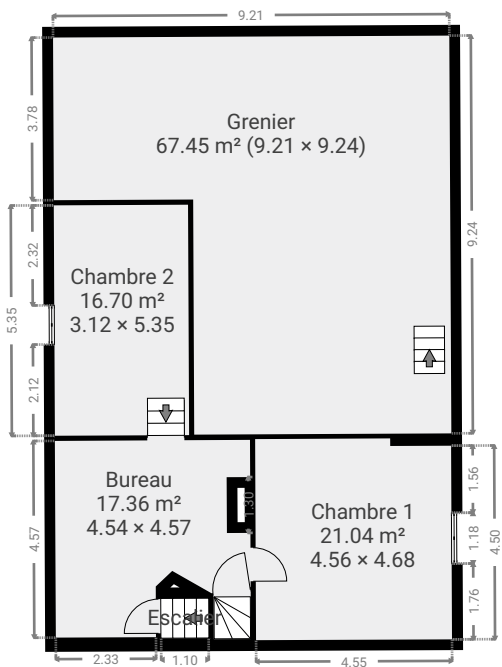 9.21
3.78
Grenier
67.45 m² (9.21 × 9.24)
9.24
2.32
5.35
Chambre 2
16.70 m²
3.12 × 5.35
2.12
Bureau
17.36 m²
4.54 × 4.57
4.57
1.30
Chambre 1
21.04 m²
4.56 × 4.68
1.56
1.18
4.50
1.76
Escalier
2.33
1.10
4.55